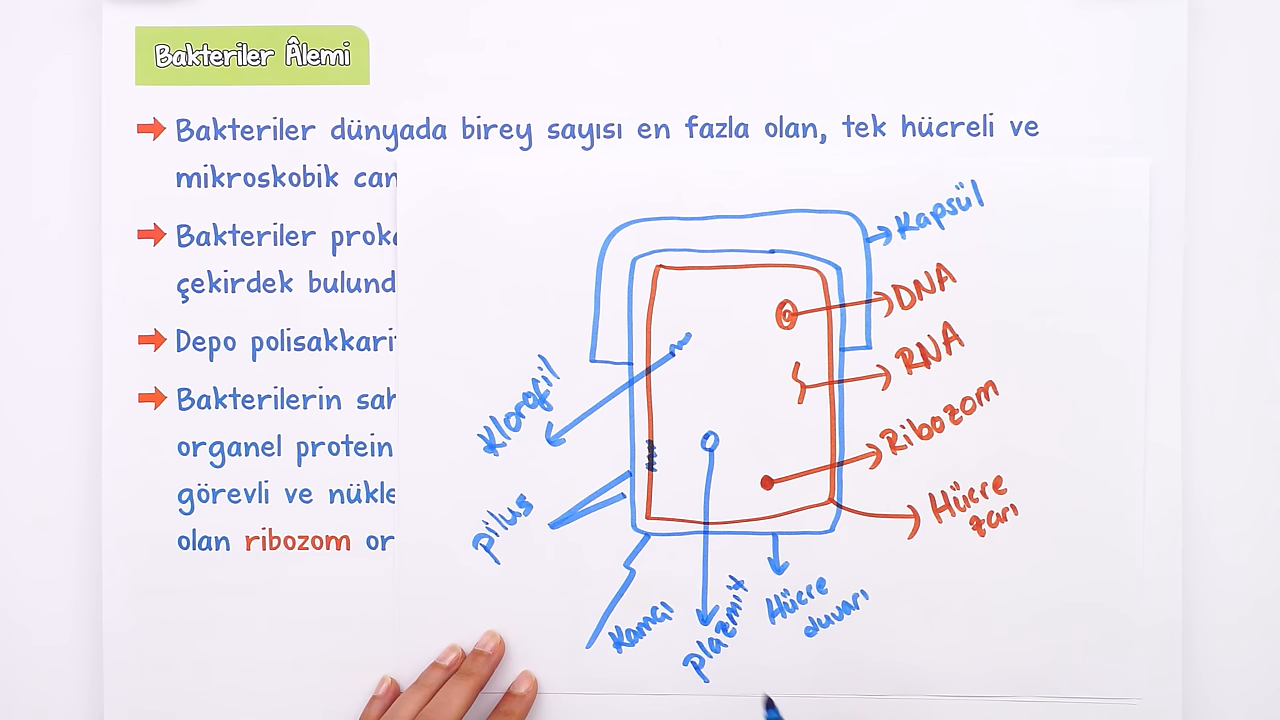 Bakteriler Âlemi
Bakteriler dünyada birey sayısı en fazla olan, tek hücreli ve
mikroskobik can
Bakteriler prok
çekirdek bulund
Depo polisakkari
Bakterilerin sah
organel protein
görevli ve nükle
olan ribozom or
Kapsül
DNA
RNA
Ribozom
Hücre
zarı
Klorofil
pilus
Kamçı
plazmit
Hücre
duvarı